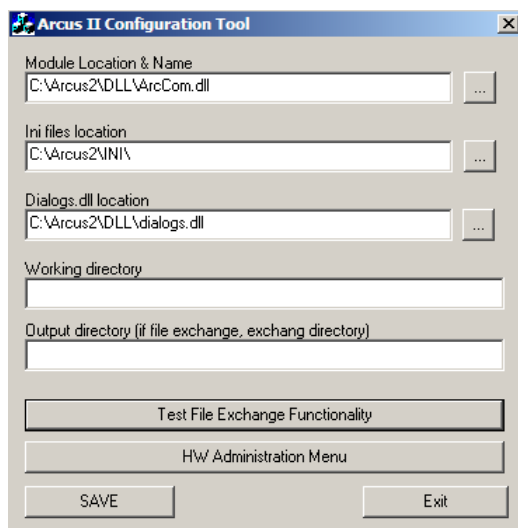 Arcus II Configuration Tool
Module Location & Name
C:\Arcus2\DLL\ArcCom.dll
...
Ini files location
C:\Arcus2\INI\
...
Dialogs.dll location
C:\Arcus2\DLL\dialogs.dll
...
Working directory
Output directory (if file exchange, exchang directory)
Test File Exchange Functionality
HW Administration Menu
SAVE Exit